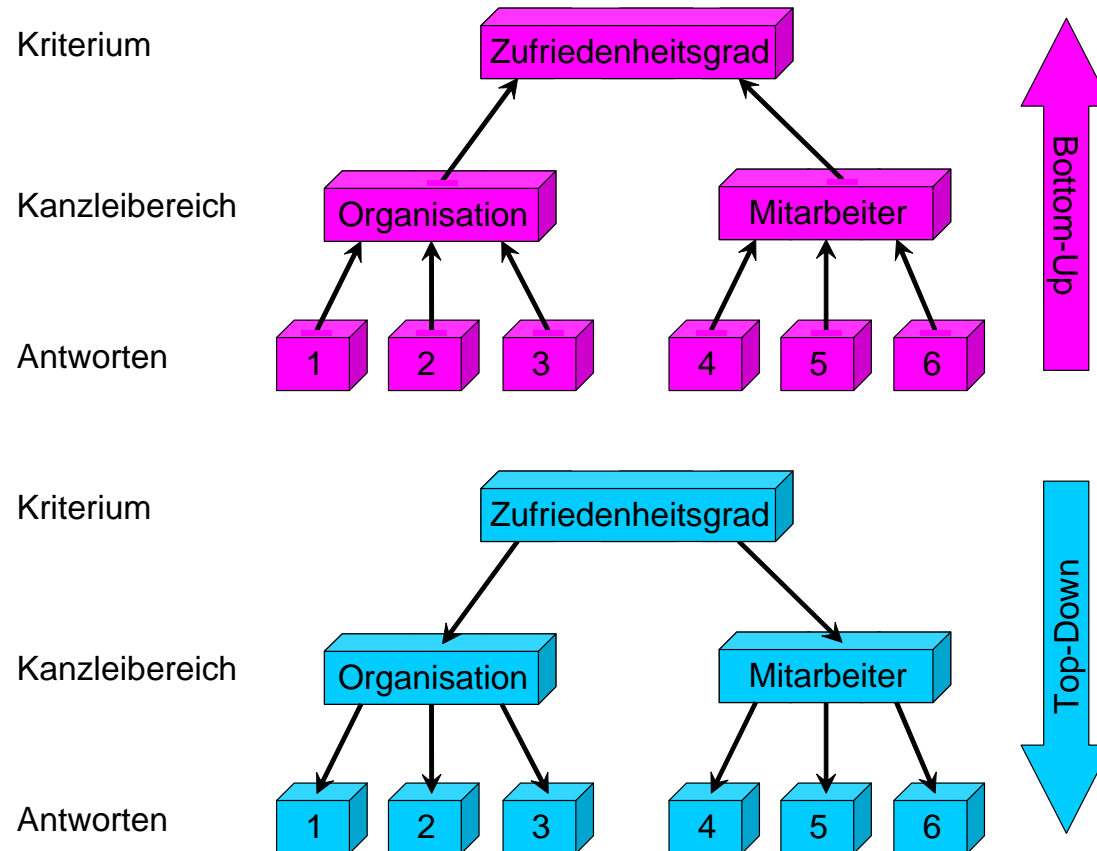 Kriterium
Zufriedenheitsgrad
Kanzleibereich
Organisation
Mitarbeiter
Antworten
1
2
3
4
5
6
Bottom-Up
Kriterium
Zufriedenheitsgrad
Kanzleibereich
Organisation
Mitarbeiter
Antworten
1
2
3
4
5
6
Top-Down